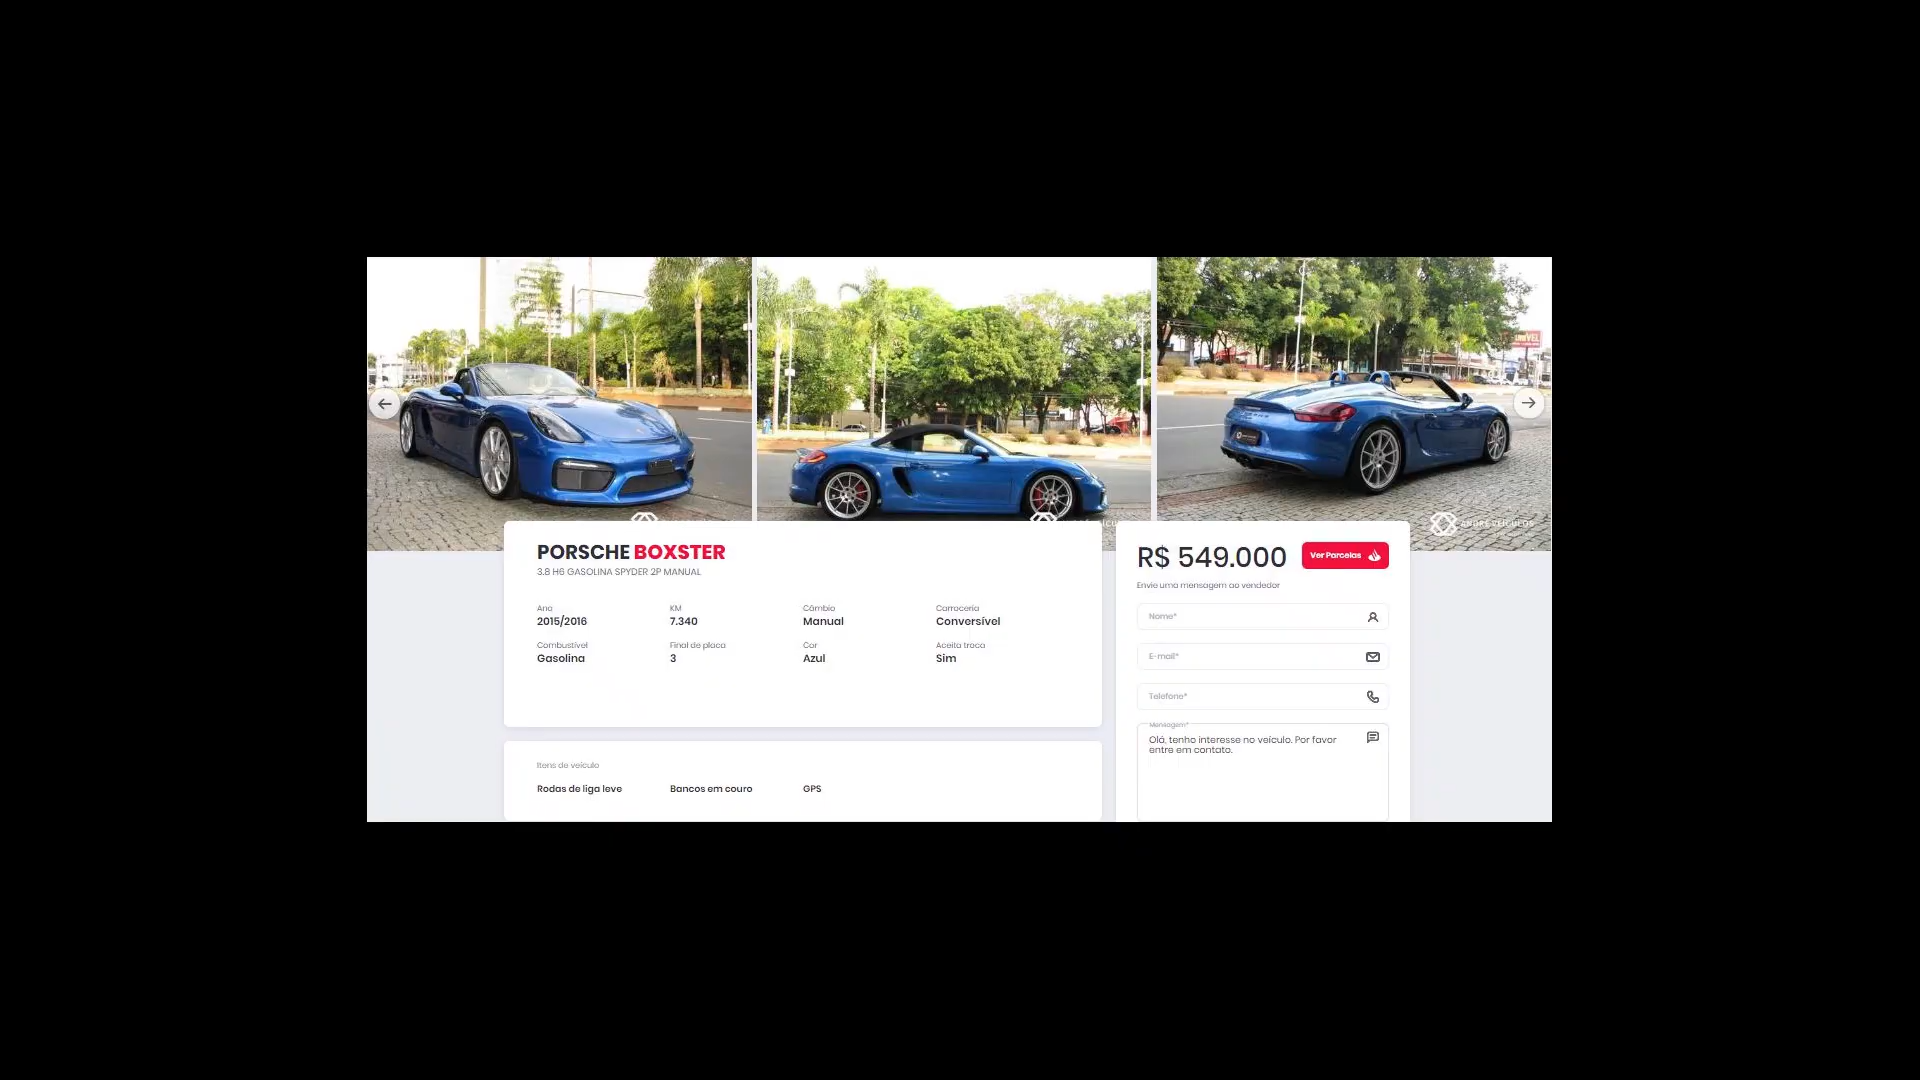 ANDRÉ VEÍCULOS
PORSCHE BOXSTER
3.8 H6 GASOLINA SPYDER 2P MANUAL
Ano
KM
Câmbio
Carroceria
2015/2016
7.340
Manual
Conversível
Combustível
Final de placa
Cor
Aceita troca
Gasolina
3
Azul
Sim
Itens de veículo
Rodas de liga leve
Bancos em couro
GPS
R$ 549.000
Ver Parcelas
Envie uma mensagem ao vendedor
Nome*
E-mail*
Telefone*
Mensagem*
Olá, tenho interesse no veículo. Por favor
entre em contato.